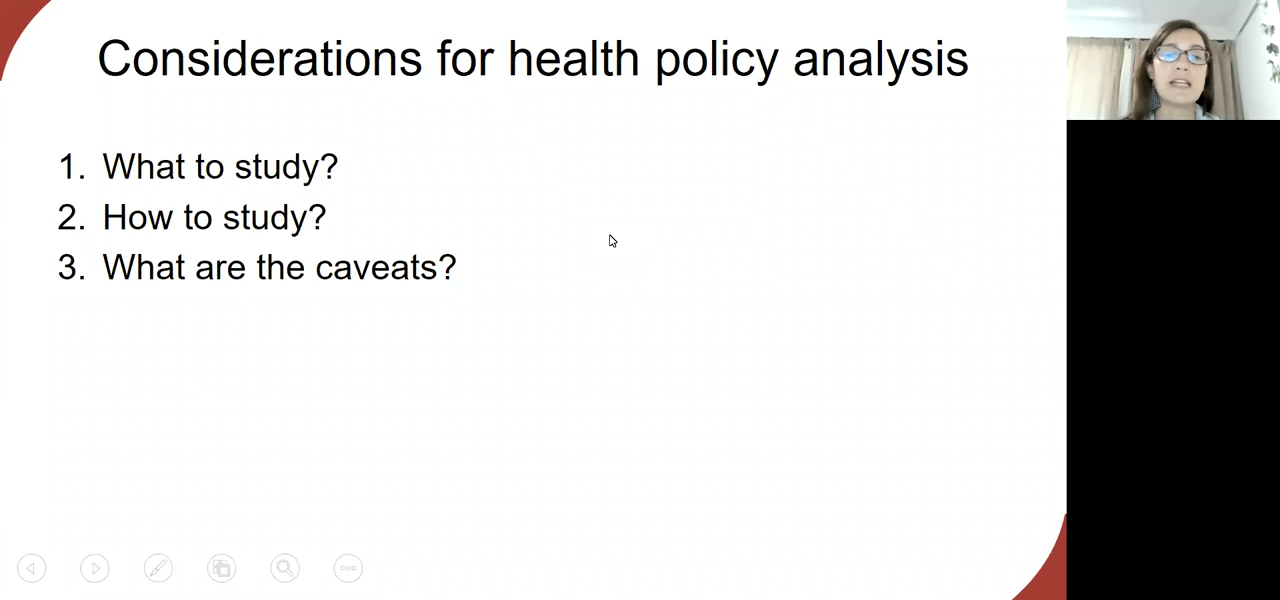 Considerations for health policy analysis
1. What to study?
2. How to study?
3. What are the caveats?